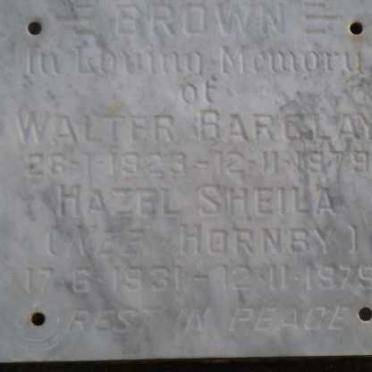 BROWN
In Loving Memory
of
WALTER BARCLAY
26-1-1923-12-11-1979
HAZEL SHEILA
(NEE HORNBY)
17-6-1931-12-11-1979
REST IN PEACE